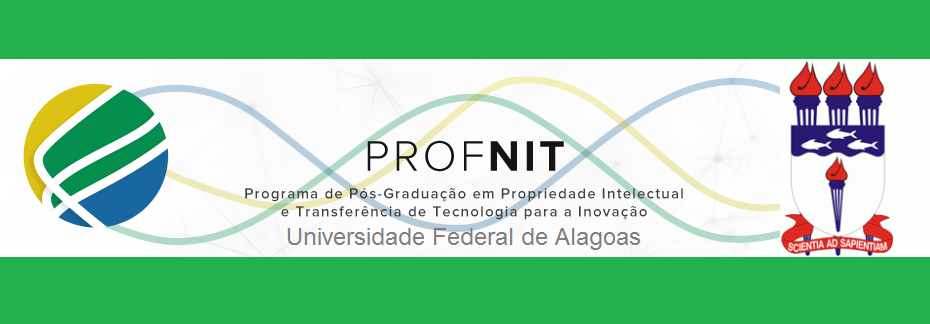 PROFNIT
Programa de Pós-Graduação em Propriedade Intelectual
e Transferência de Tecnologia para a Inovação
Universidade Federal de Alagoas
SCIENTIA AD SAPIENTIAM